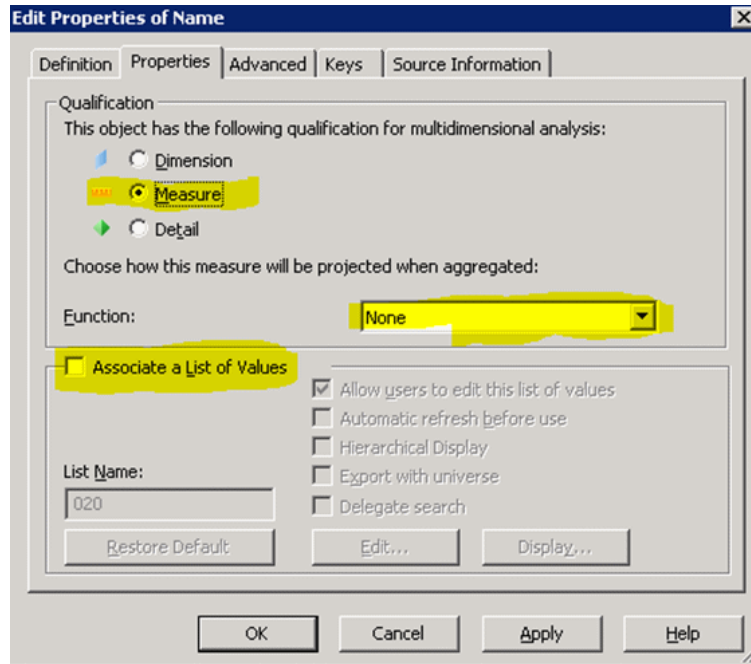 Edit Properties of Name
Definition Properties Advanced Keys Source Information
Qualification
This object has the following qualification for multidimensional analysis:
Dimension
Measure
Detail
Choose how this measure will be projected when aggregated:
Function: None
Associate a List of Values
Allow users to edit this list of values
Automatic refresh before use
Hierarchical Display
List Name: Export with universe
020 Delegate search
Restore Default Edit... Display...
OK Cancel Apply Help